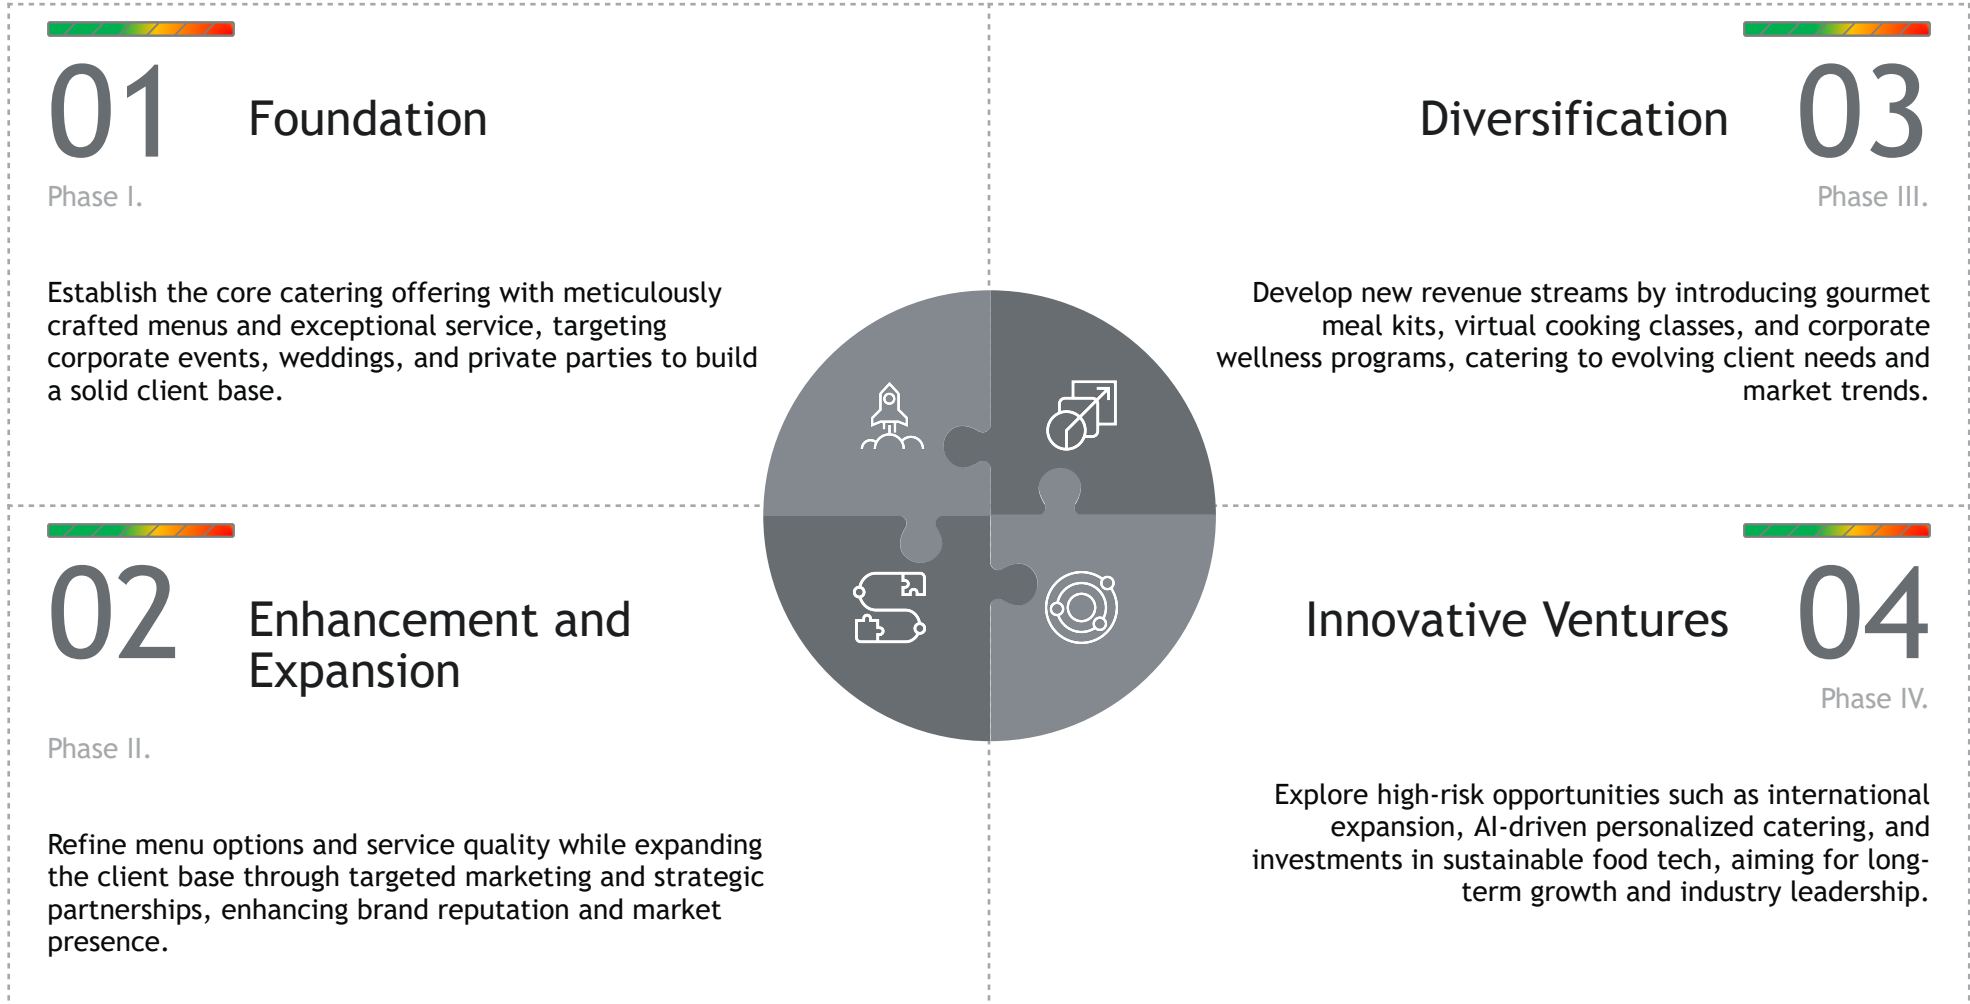 01
Foundation
Phase I.
Establish the core catering offering with meticulously
crafted menus and exceptional service, targeting
corporate events, weddings, and private parties to build
a solid client base.
02
Enhancement and
Expansion
Phase II.
Refine menu options and service quality while expanding
the client base through targeted marketing and strategic
partnerships, enhancing brand reputation and market
presence.
Diversification
03
Phase III.
Develop new revenue streams by introducing gourmet
meal kits, virtual cooking classes, and corporate
wellness programs, catering to evolving client needs and
market trends.
Innovative Ventures
04
Phase IV.
Explore high-risk opportunities such as international
expansion, AI-driven personalized catering, and
investments in sustainable food tech, aiming for long-
term growth and industry leadership.